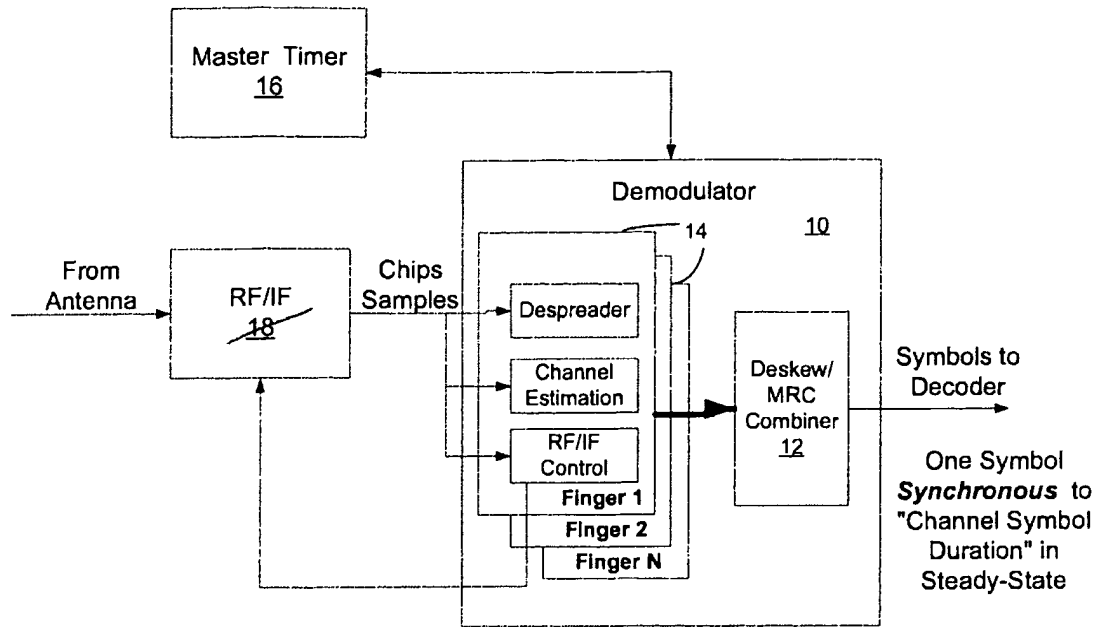 Master Timer
16
Demodulator
10
14
From
Antenna
RF/IF
18
Chips
Samples
Despreader
Channel
Estimation
RF/IF
Control
Finger 1
Finger 2
Finger N
Deskew/
MRC
Combiner
12
Symbols to
Decoder
One Symbol
Synchronous to
"Channel Symbol
Duration" in
Steady-State